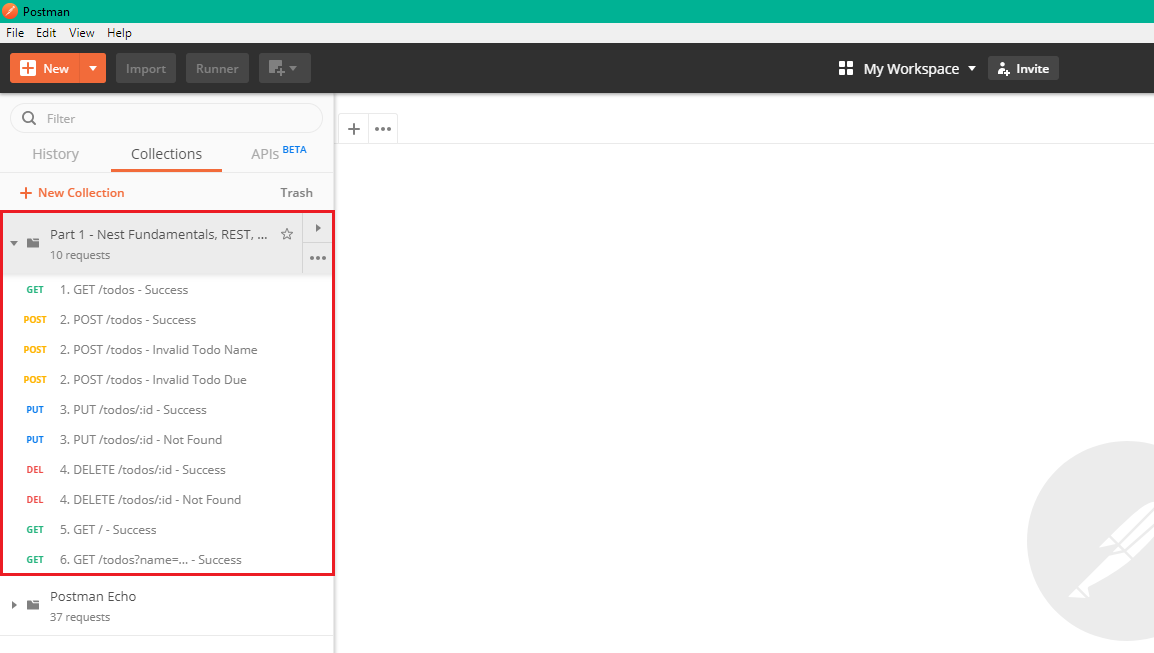 Postman
File Edit View Help
New Import Runner My Workspace Invite
Filter
History Collections APIs BETA
New Collection Trash
Part 1 - Nest Fundamentals, REST, ...
10 requests
GET 1. GET /todos - Success
POST 2. POST /todos - Success
POST 2. POST /todos - Invalid Todo Name
POST 2. POST /todos - Invalid Todo Due
PUT 3. PUT /todos/:id - Success
PUT 3. PUT /todos/:id - Not Found
DEL 4. DELETE /todos/:id - Success
DEL 4. DELETE /todos/:id - Not Found
GET 5. GET / - Success
GET 6. GET /todos?name=... - Success
Postman Echo
37 requests